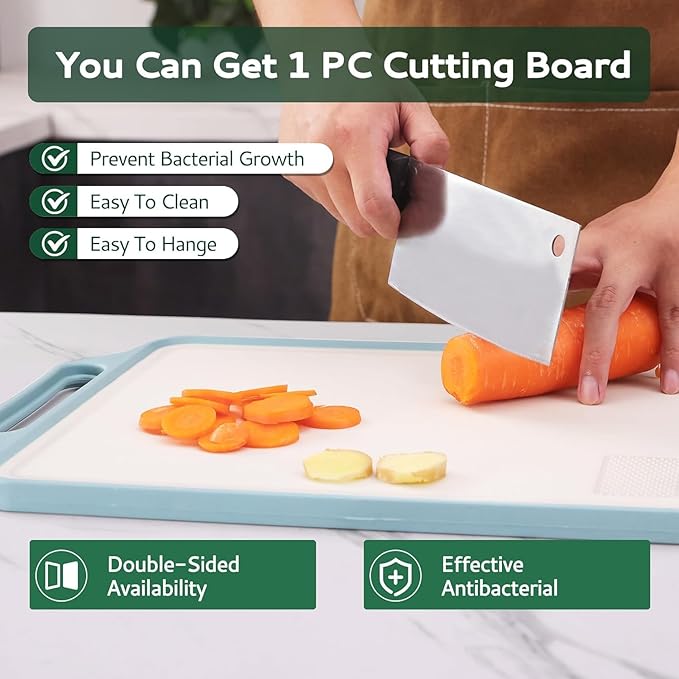 You Can Get 1 PC Cutting Board
Prevent Bacterial Growth
Easy To Clean
Easy To Hange
Double-Sided
Availability
Effective
Antibacterial